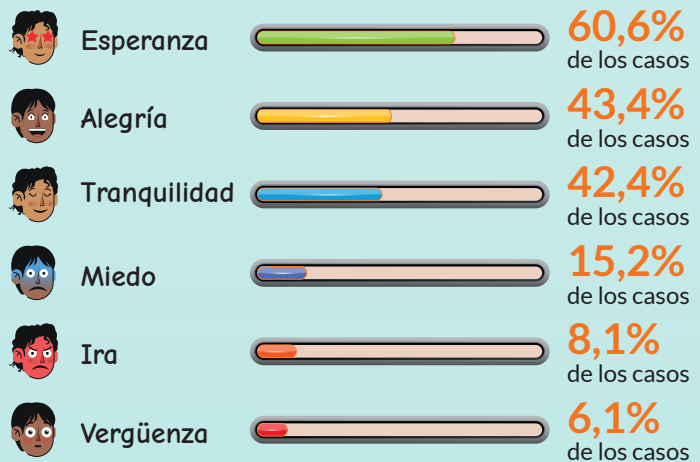 Esperanza
60,6%
de los casos
Alegría
43,4%
de los casos
Tranquilidad
42,4%
de los casos
Miedo
15,2%
de los casos
Ira
8,1%
de los casos
Vergüenza
6,1%
de los casos